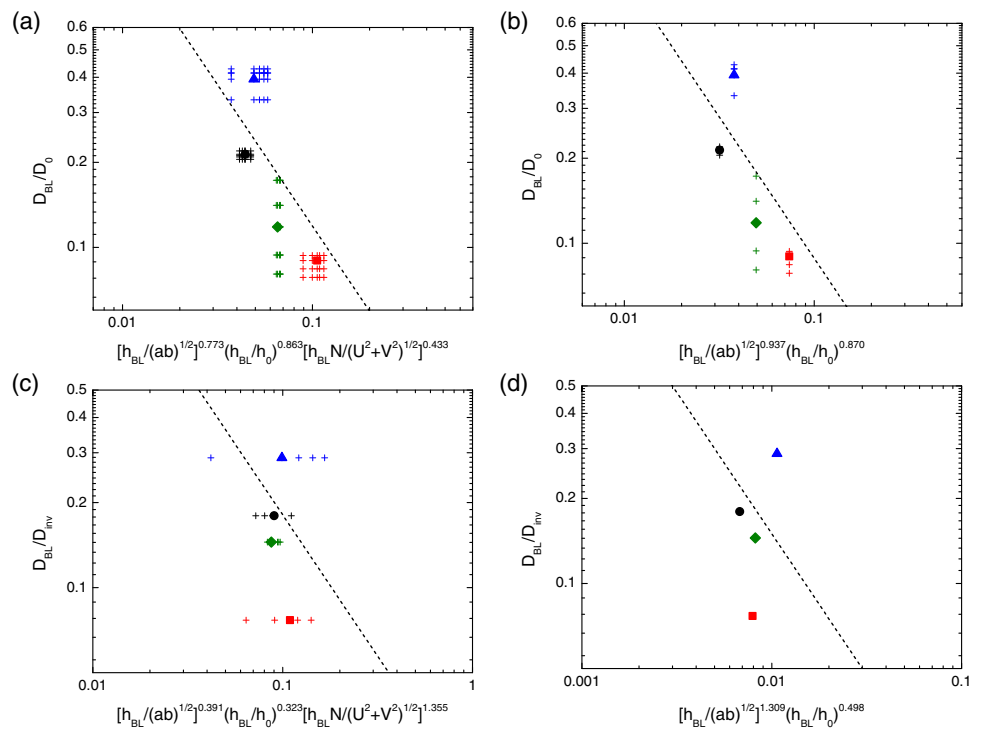 (a)
0.6
0.5
0.4
0.3
0.2
0.1
D_BL/D_0
0.01
0.1
[h_BL/(ab)^1/2]^0.773(h_BL/h_0)^0.863[h_BLN/(U^2+V^2)^1/2]^0.433
(b)
0.6
0.5
0.4
0.3
0.2
0.1
D_BL/D_0
0.01
0.1
[h_BL/(ab)^1/2]^0.937(h_BL/h_0)^0.870
(c)
0.5
0.4
0.3
0.2
0.1
D_BL/D_inv
0.01
0.1
1
[h_BL/(ab)^1/2]^0.391(h_BL/h_0)^0.323[h_BLN/(U^2+V^2)^1/2]^1.355
(d)
0.5
0.4
0.3
0.2
0.1
D_BL/D_inv
0.001
0.01
0.1
[h_BL/(ab)^1/2]^1.309(h_BL/h_0)^0.498